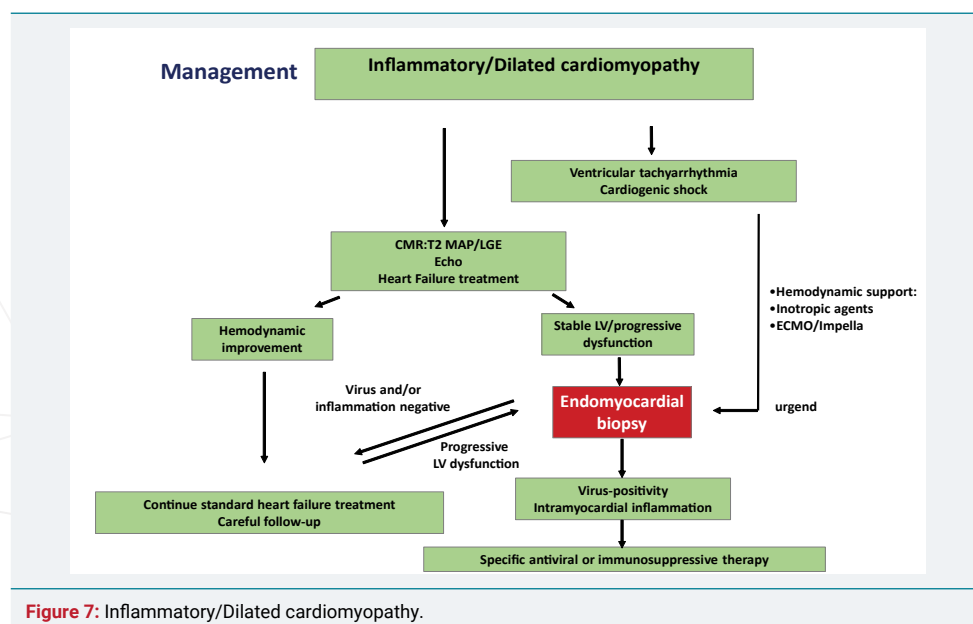 Management
Inflammatory/Dilated cardiomyopathy
Ventricular tachyarrhythmia
Cardiogenic shock
CMR:T2 MAP/LGE
Echo
Heart Failure treatment
•Hemodynamic support:
•Inotropic agents
•ECMO/Impella
Hemodynamic
improvement
Stable LV/progressive
dysfunction
Virus and/or
inflammation negative
Endomyocardial
biopsy
urgend
Progressive
LV dysfunction
Continue standard heart failure treatment
Careful follow-up
Virus-positivity
Intramyocardial inflammation
Specific antiviral or immunosuppressive therapy
Figure 7: Inflammatory/Dilated cardiomyopathy.